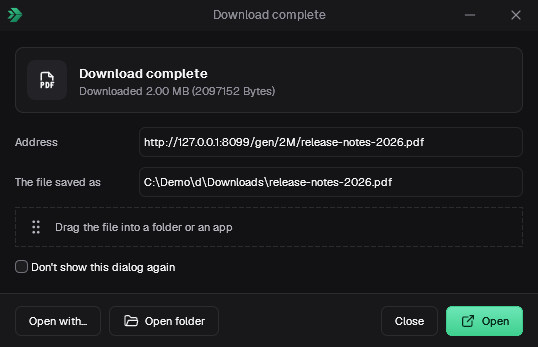 Download complete
PDF
Download complete
Downloaded 2.00 MB (2097152 Bytes)
Address
http://127.0.0.1:8099/gen/2M/release-notes-2026.pdf
The file saved as
C:\Demo\d\Downloads\release-notes-2026.pdf
Drag the file into a folder or an app
Don't show this dialog again
Open with...
Open folder
Close
Open